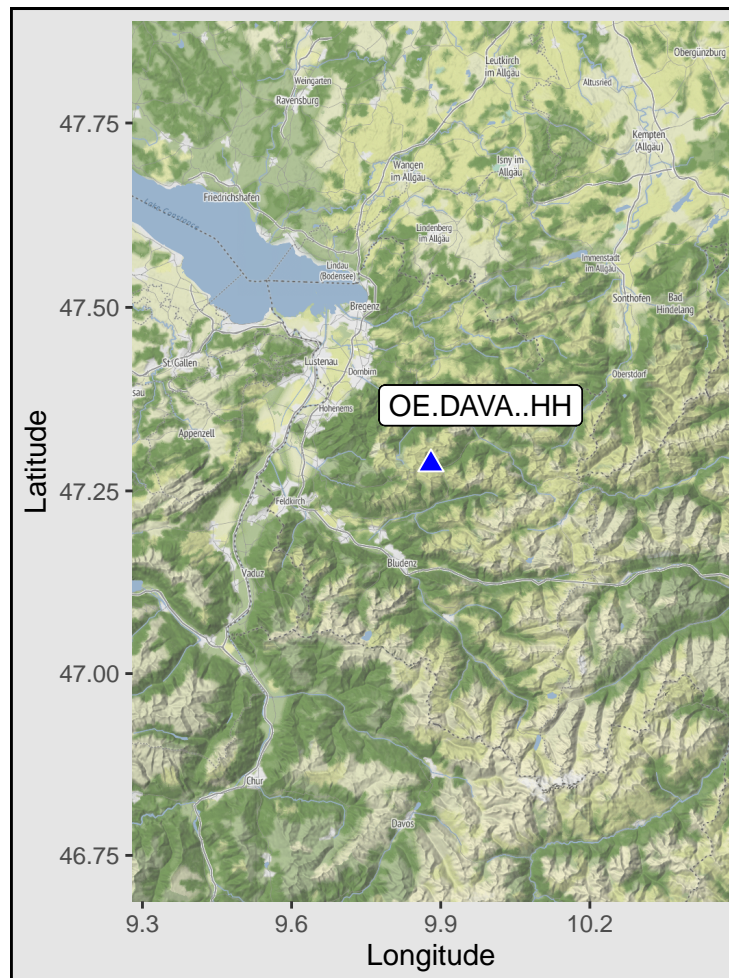 Obergünzburg
Leutkirch
im Allgäu
Weingarten
Altusried
Ravensburg
47.75
Kempten
(Allgäu)
Isny im
Allgäu
Wangen
im Allgäu
Friedrichshafen
Lindenberg
im Allgäu
Immenstadt
im Allgäu
Lindau
(Bodensee)
Sonthofen
Bad
Hindelang
47.50
Bregenz
St. Gallen
Lustenau
Dornbirn
Oberstdorf
sau
Hohenems
OE.DAVA..HH
Appenzell
Latitude
47.25
Feldkirch
Bludenz
Vaduz
47.00
Chur
Davos
46.75
9.3
9.6
9.9
10.2
Longitude